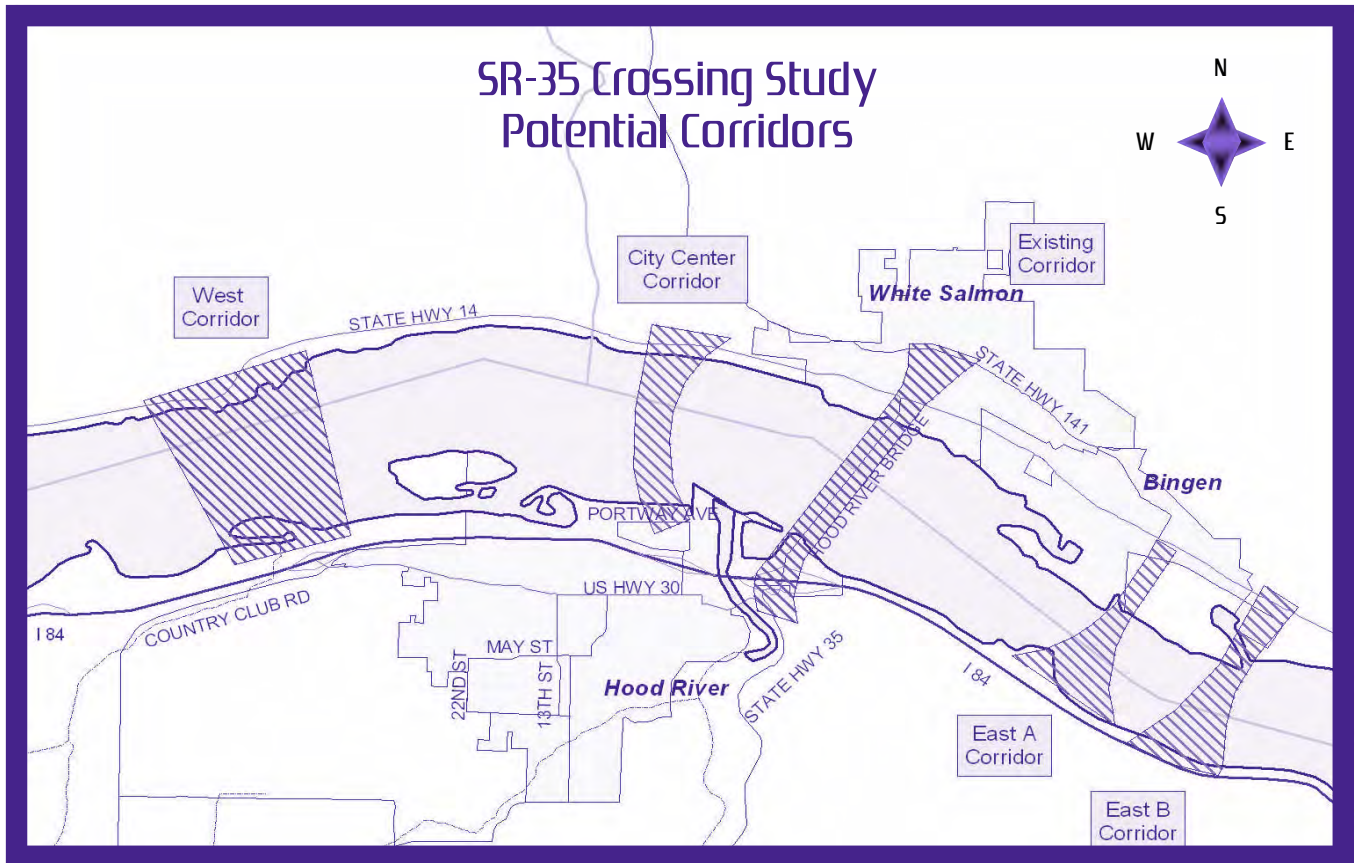 SR-35 Crossing Study
Potential Corridors
N
W
E
S
Existing
Corridor
City Center
Corridor
West
Corridor
White Salmon
STATE HWY 14
STATE HWY 141
HOOD RIVER BRIDGE
Bingen
PORTWAY AVE
US HWY 30
COUNTRY CLUB RD
I 84
MAY ST
22ND ST
13TH ST
Hood River
STATE HWY 35
I 84
East A
Corridor
East B
Corridor